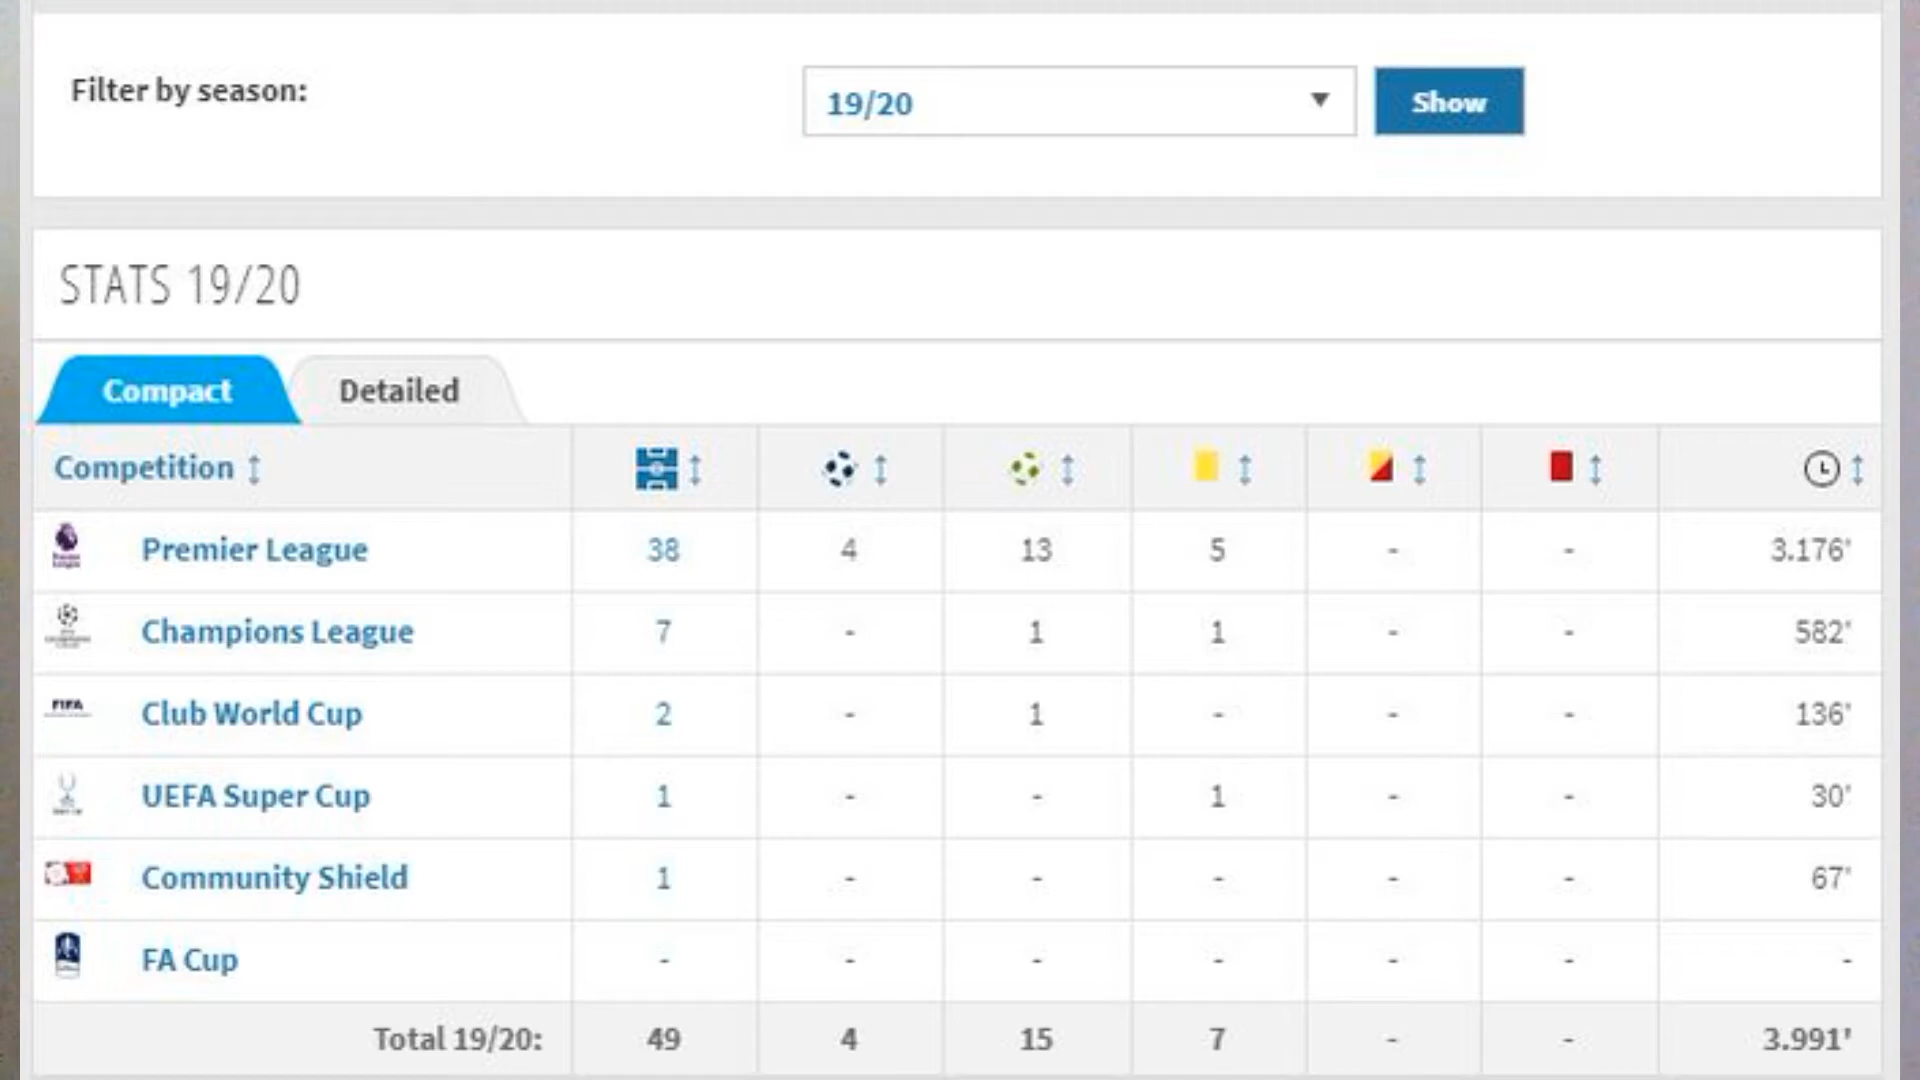 Filter by season:
19/20
Show
STATS 19/20
Compact
Detailed
Competition
Premier League 38 4 13 5 - - 3.176'
Champions League 7 - 1 1 - - 582'
FIFA
Club World Cup 2 - 1 - - - 136'
UEFA Super Cup 1 - - 1 - - 30'
Community Shield 1 - - - - - 67'
FA Cup - - - - - - -
Total 19/20: 49 4 15 7 - - 3.991'